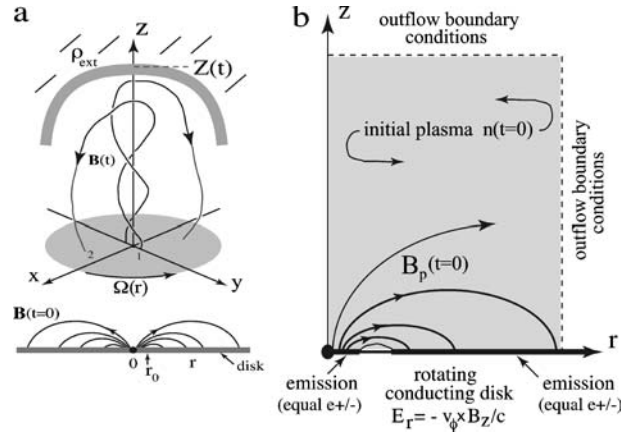 a
z
ρext
Z(t)
B(t)
2
1
x
y
Ω(r)
B(t=0)
0
r0
r
disk
b
z
outflow boundary
conditions
initial plasma n(t=0)
outflow boundary
conditions
Bp(t=0)
r
emission
(equal e+/-)
rotating
conducting disk
Er= - vϕ×BZ/c
emission
(equal e+/-)